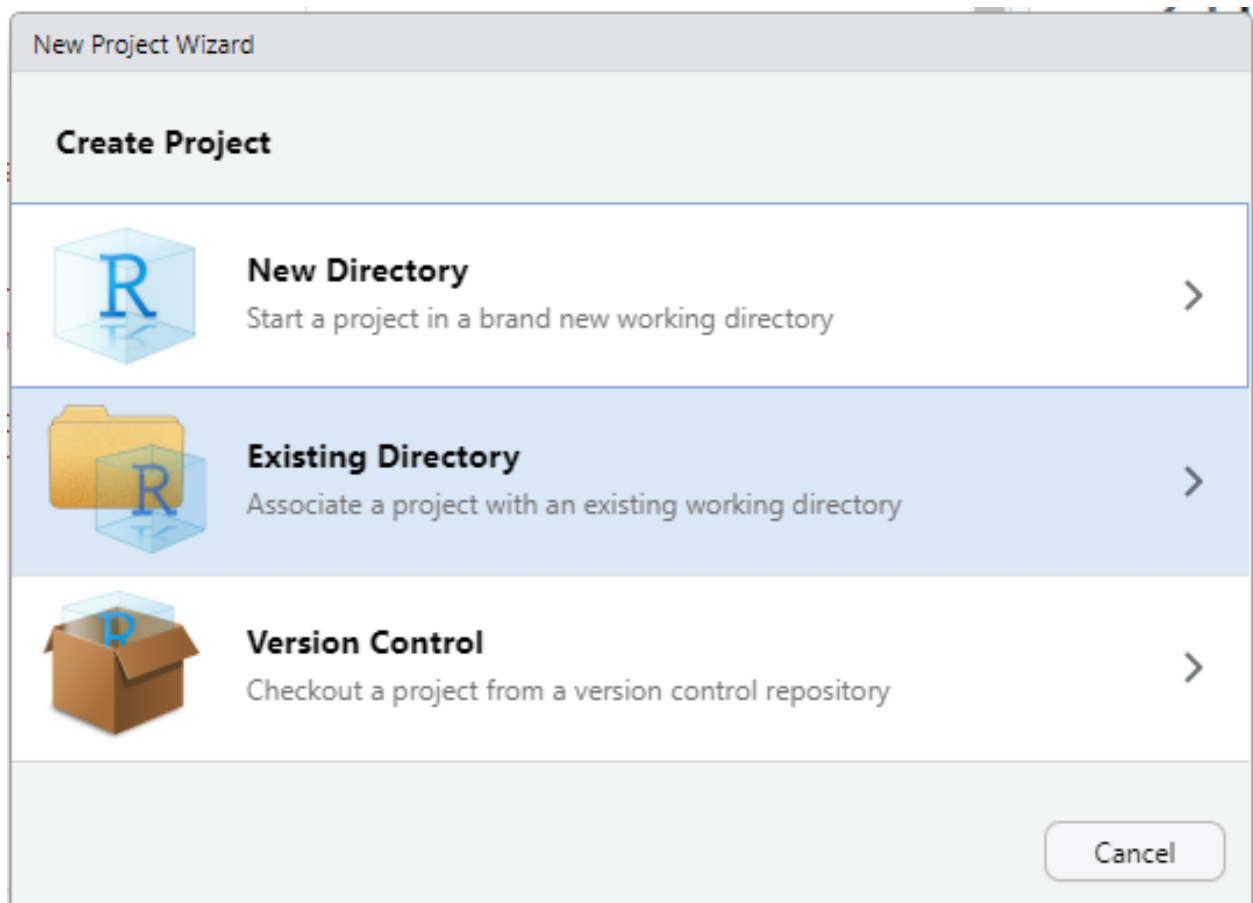 New Project Wizard
Create Project
New Directory
Start a project in a brand new working directory
Existing Directory
Associate a project with an existing working directory
Version Control
Checkout a project from a version control repository
Cancel